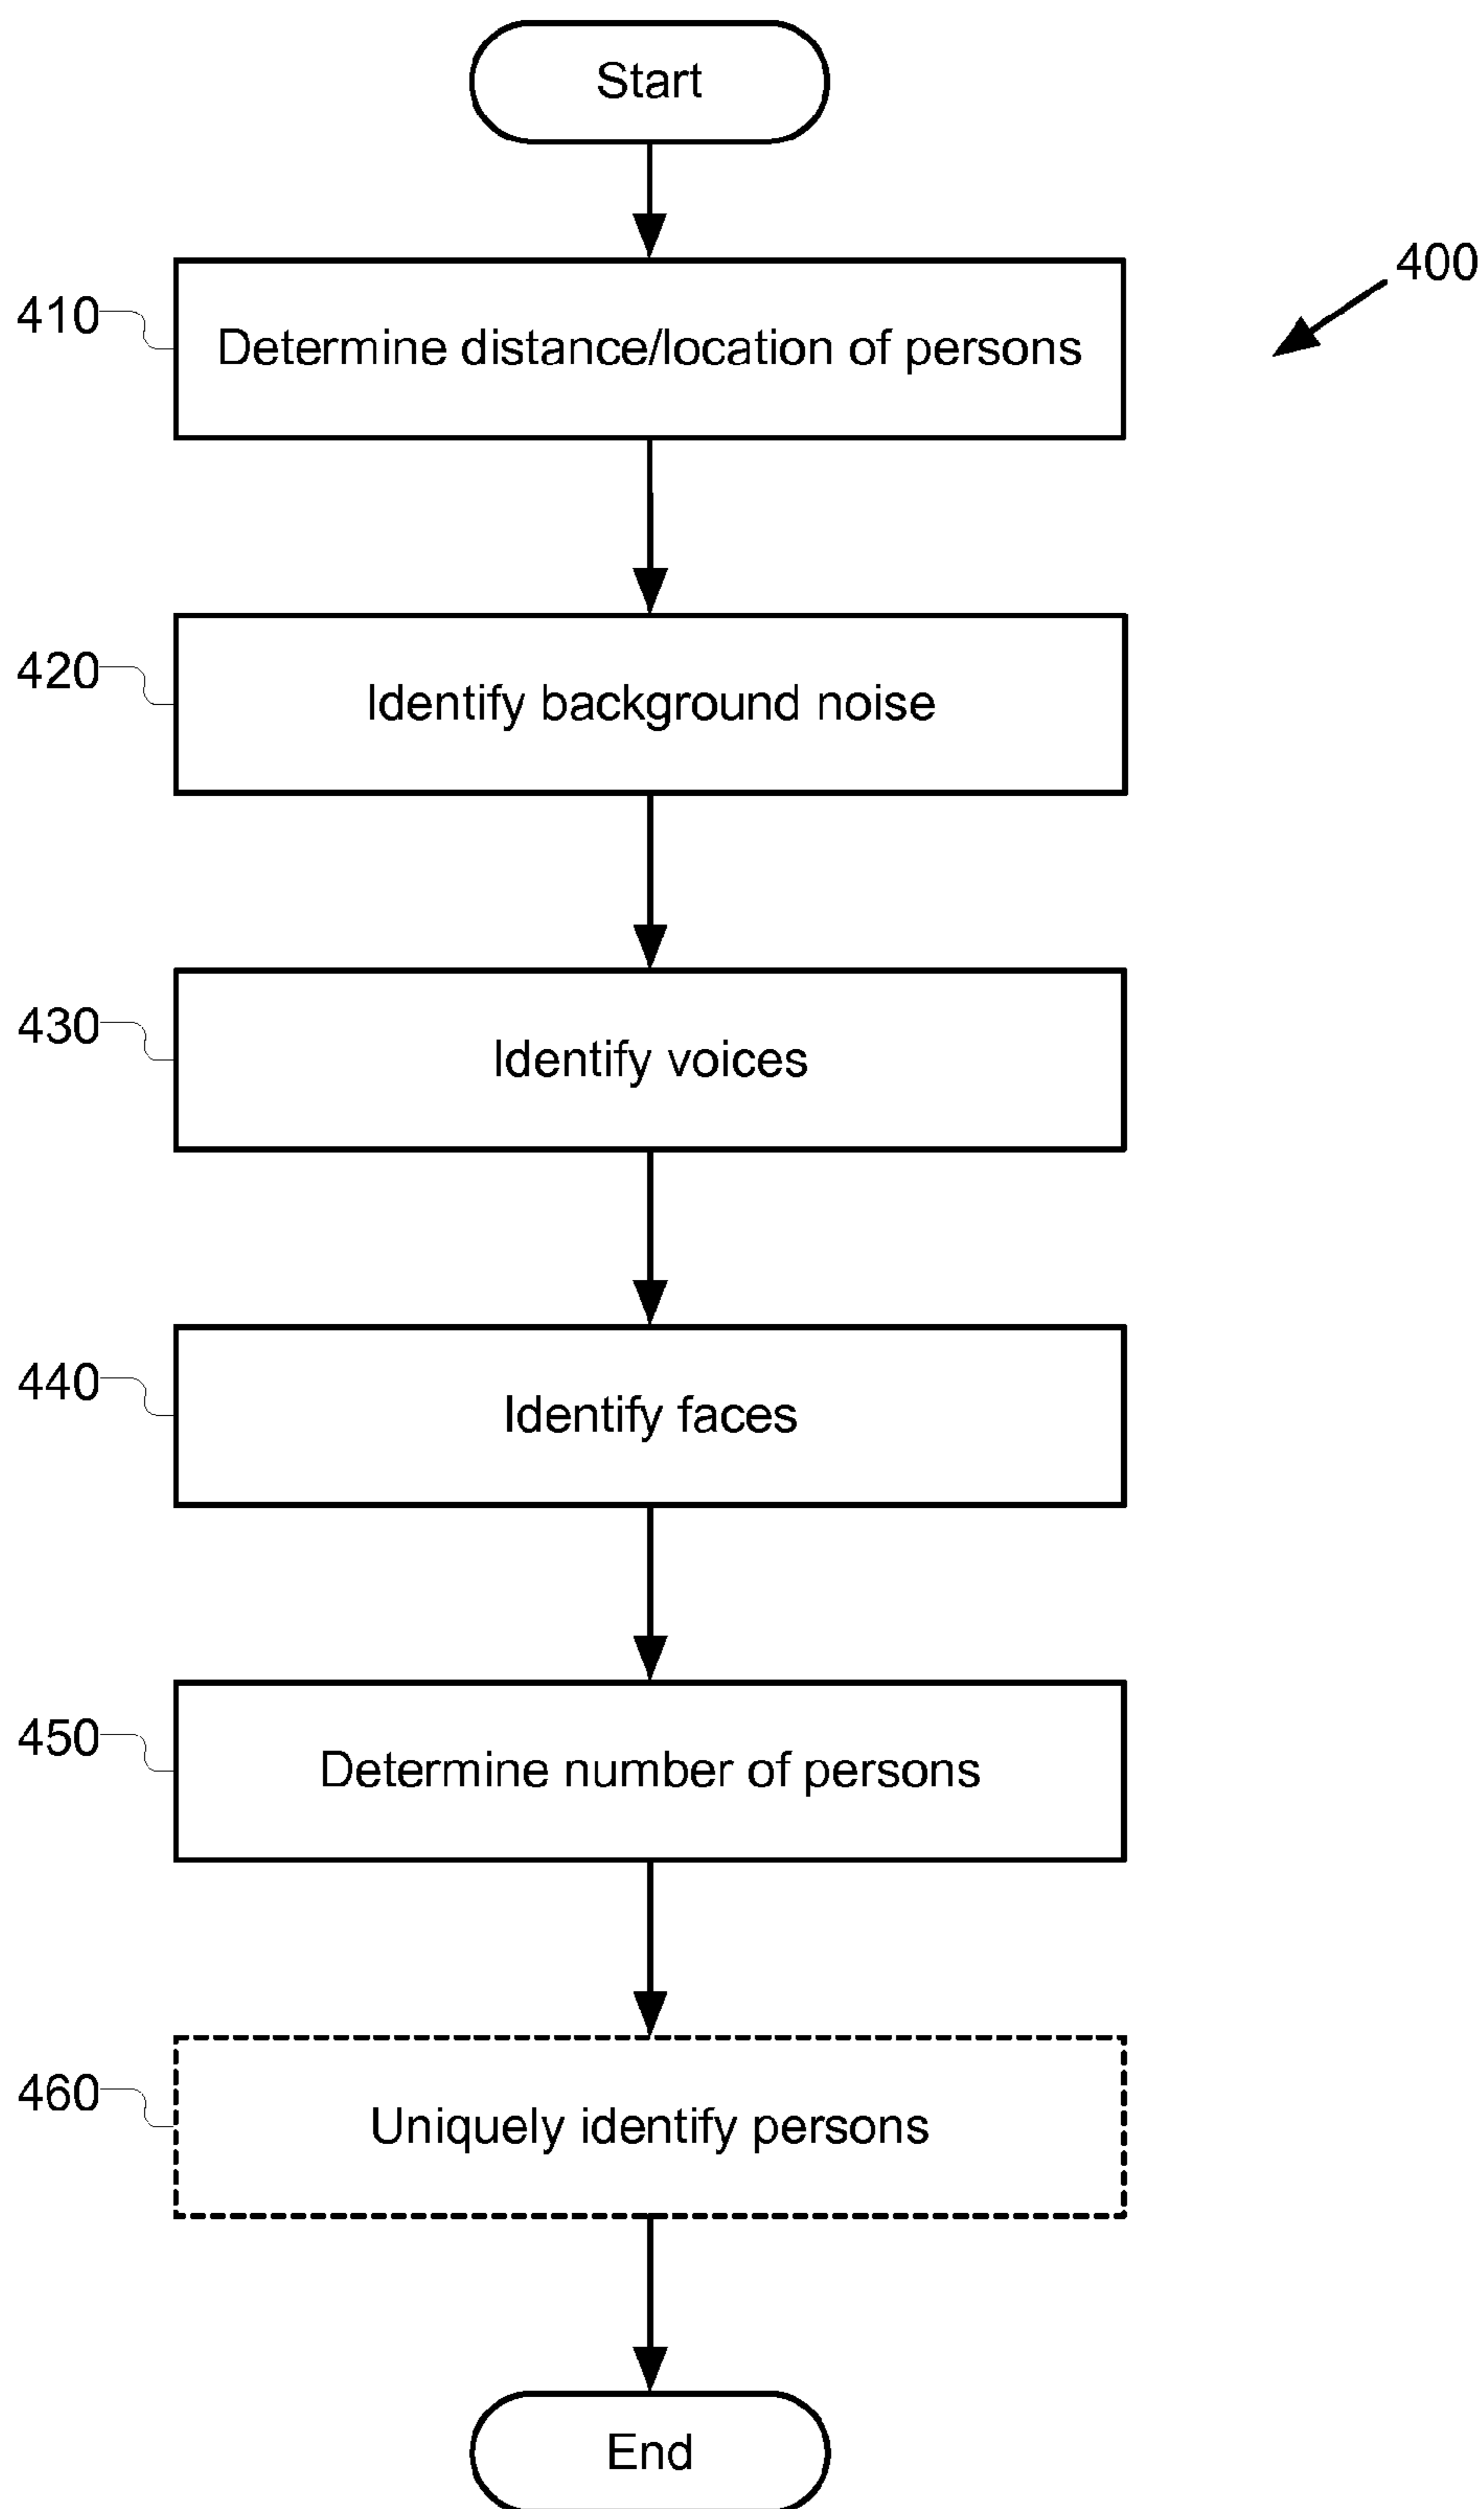 Start
400
410
Determine distance/location of persons
420
Identify background noise
430
Identify voices
440
Identify faces
450
Determine number of persons
460
Uniquely identify persons
End